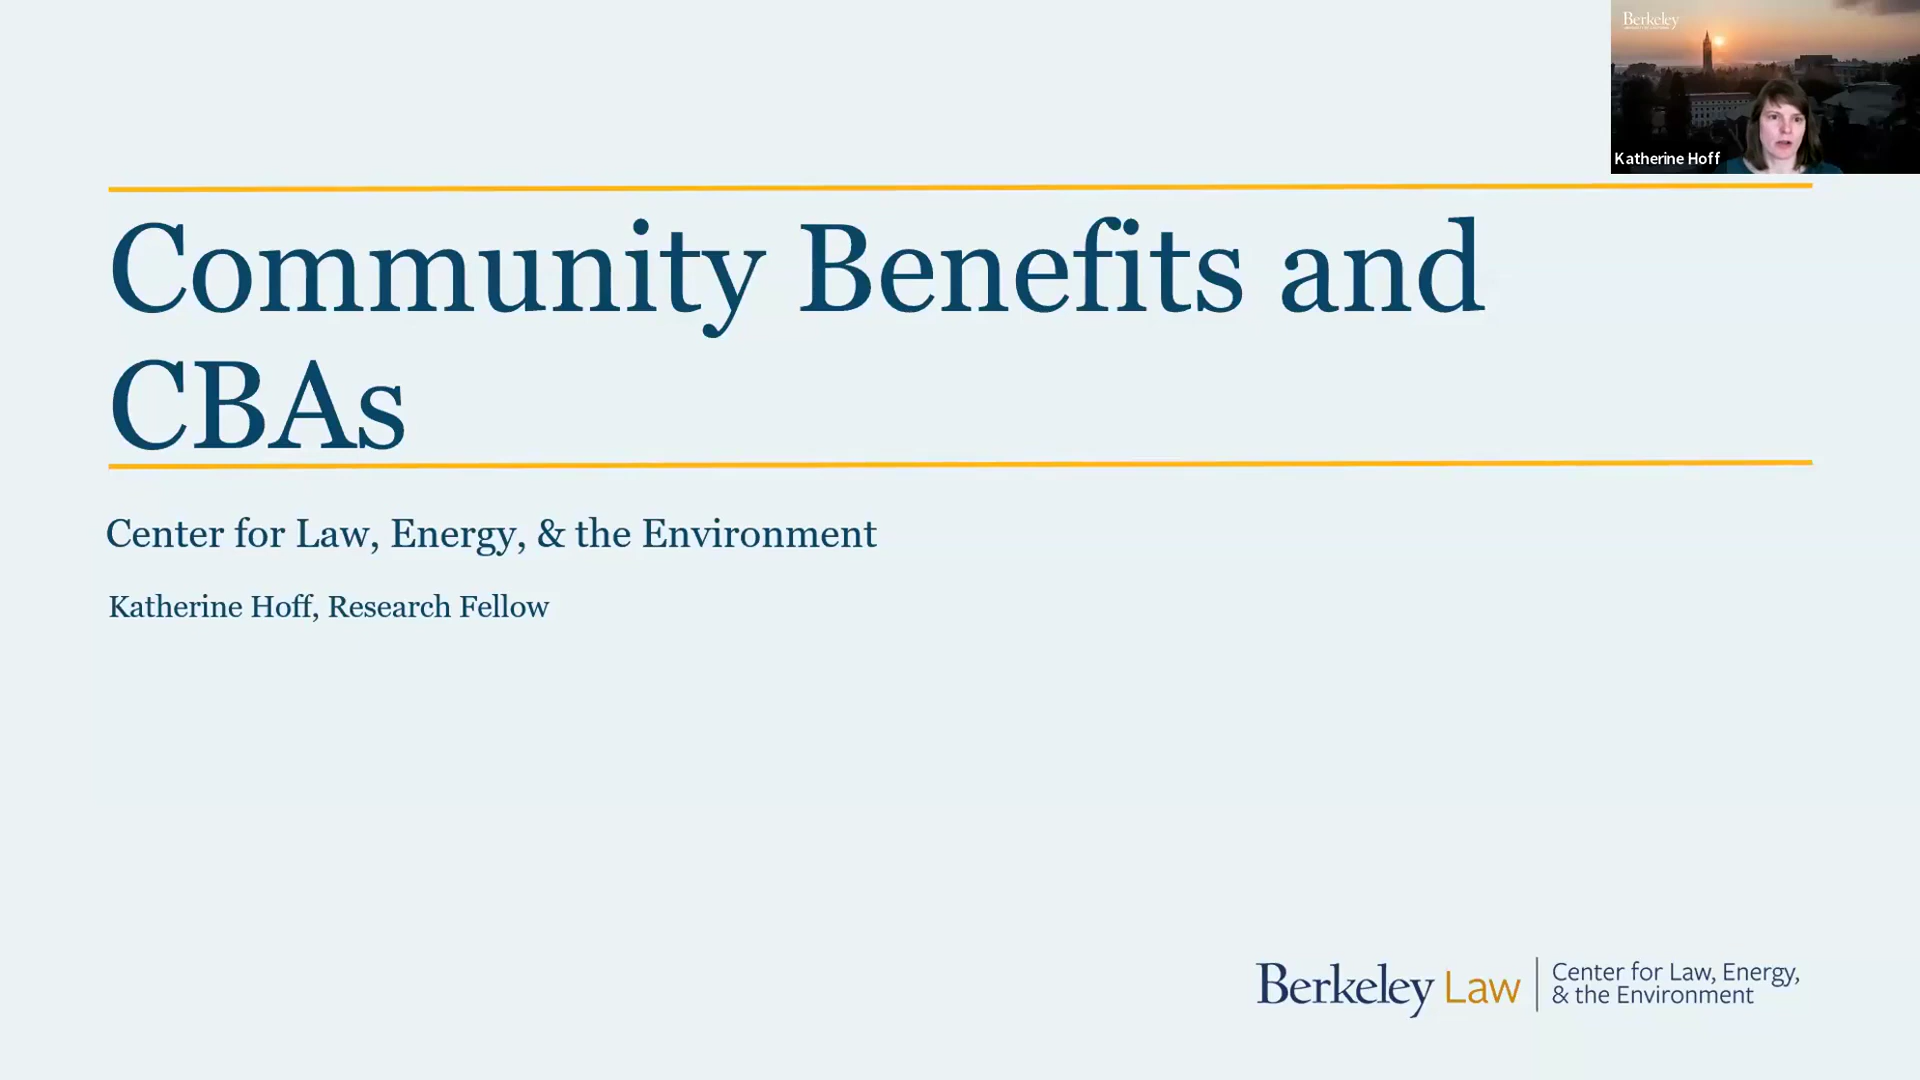 Berkeley
Katherine Hoff
Community Benefits and
CBAs
Center for Law, Energy, & the Environment
Katherine Hoff, Research Fellow
Berkeley Law
Center for Law, Energy,
& the Environment